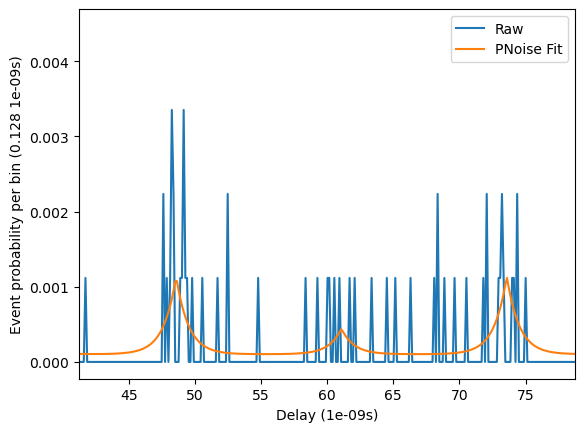 Raw
PNoise Fit
Event probability per bin (0.128 1e-09s)
0.004
0.003
0.002
0.001
0.000
45 50 55 60 65 70 75
Delay (1e-09s)